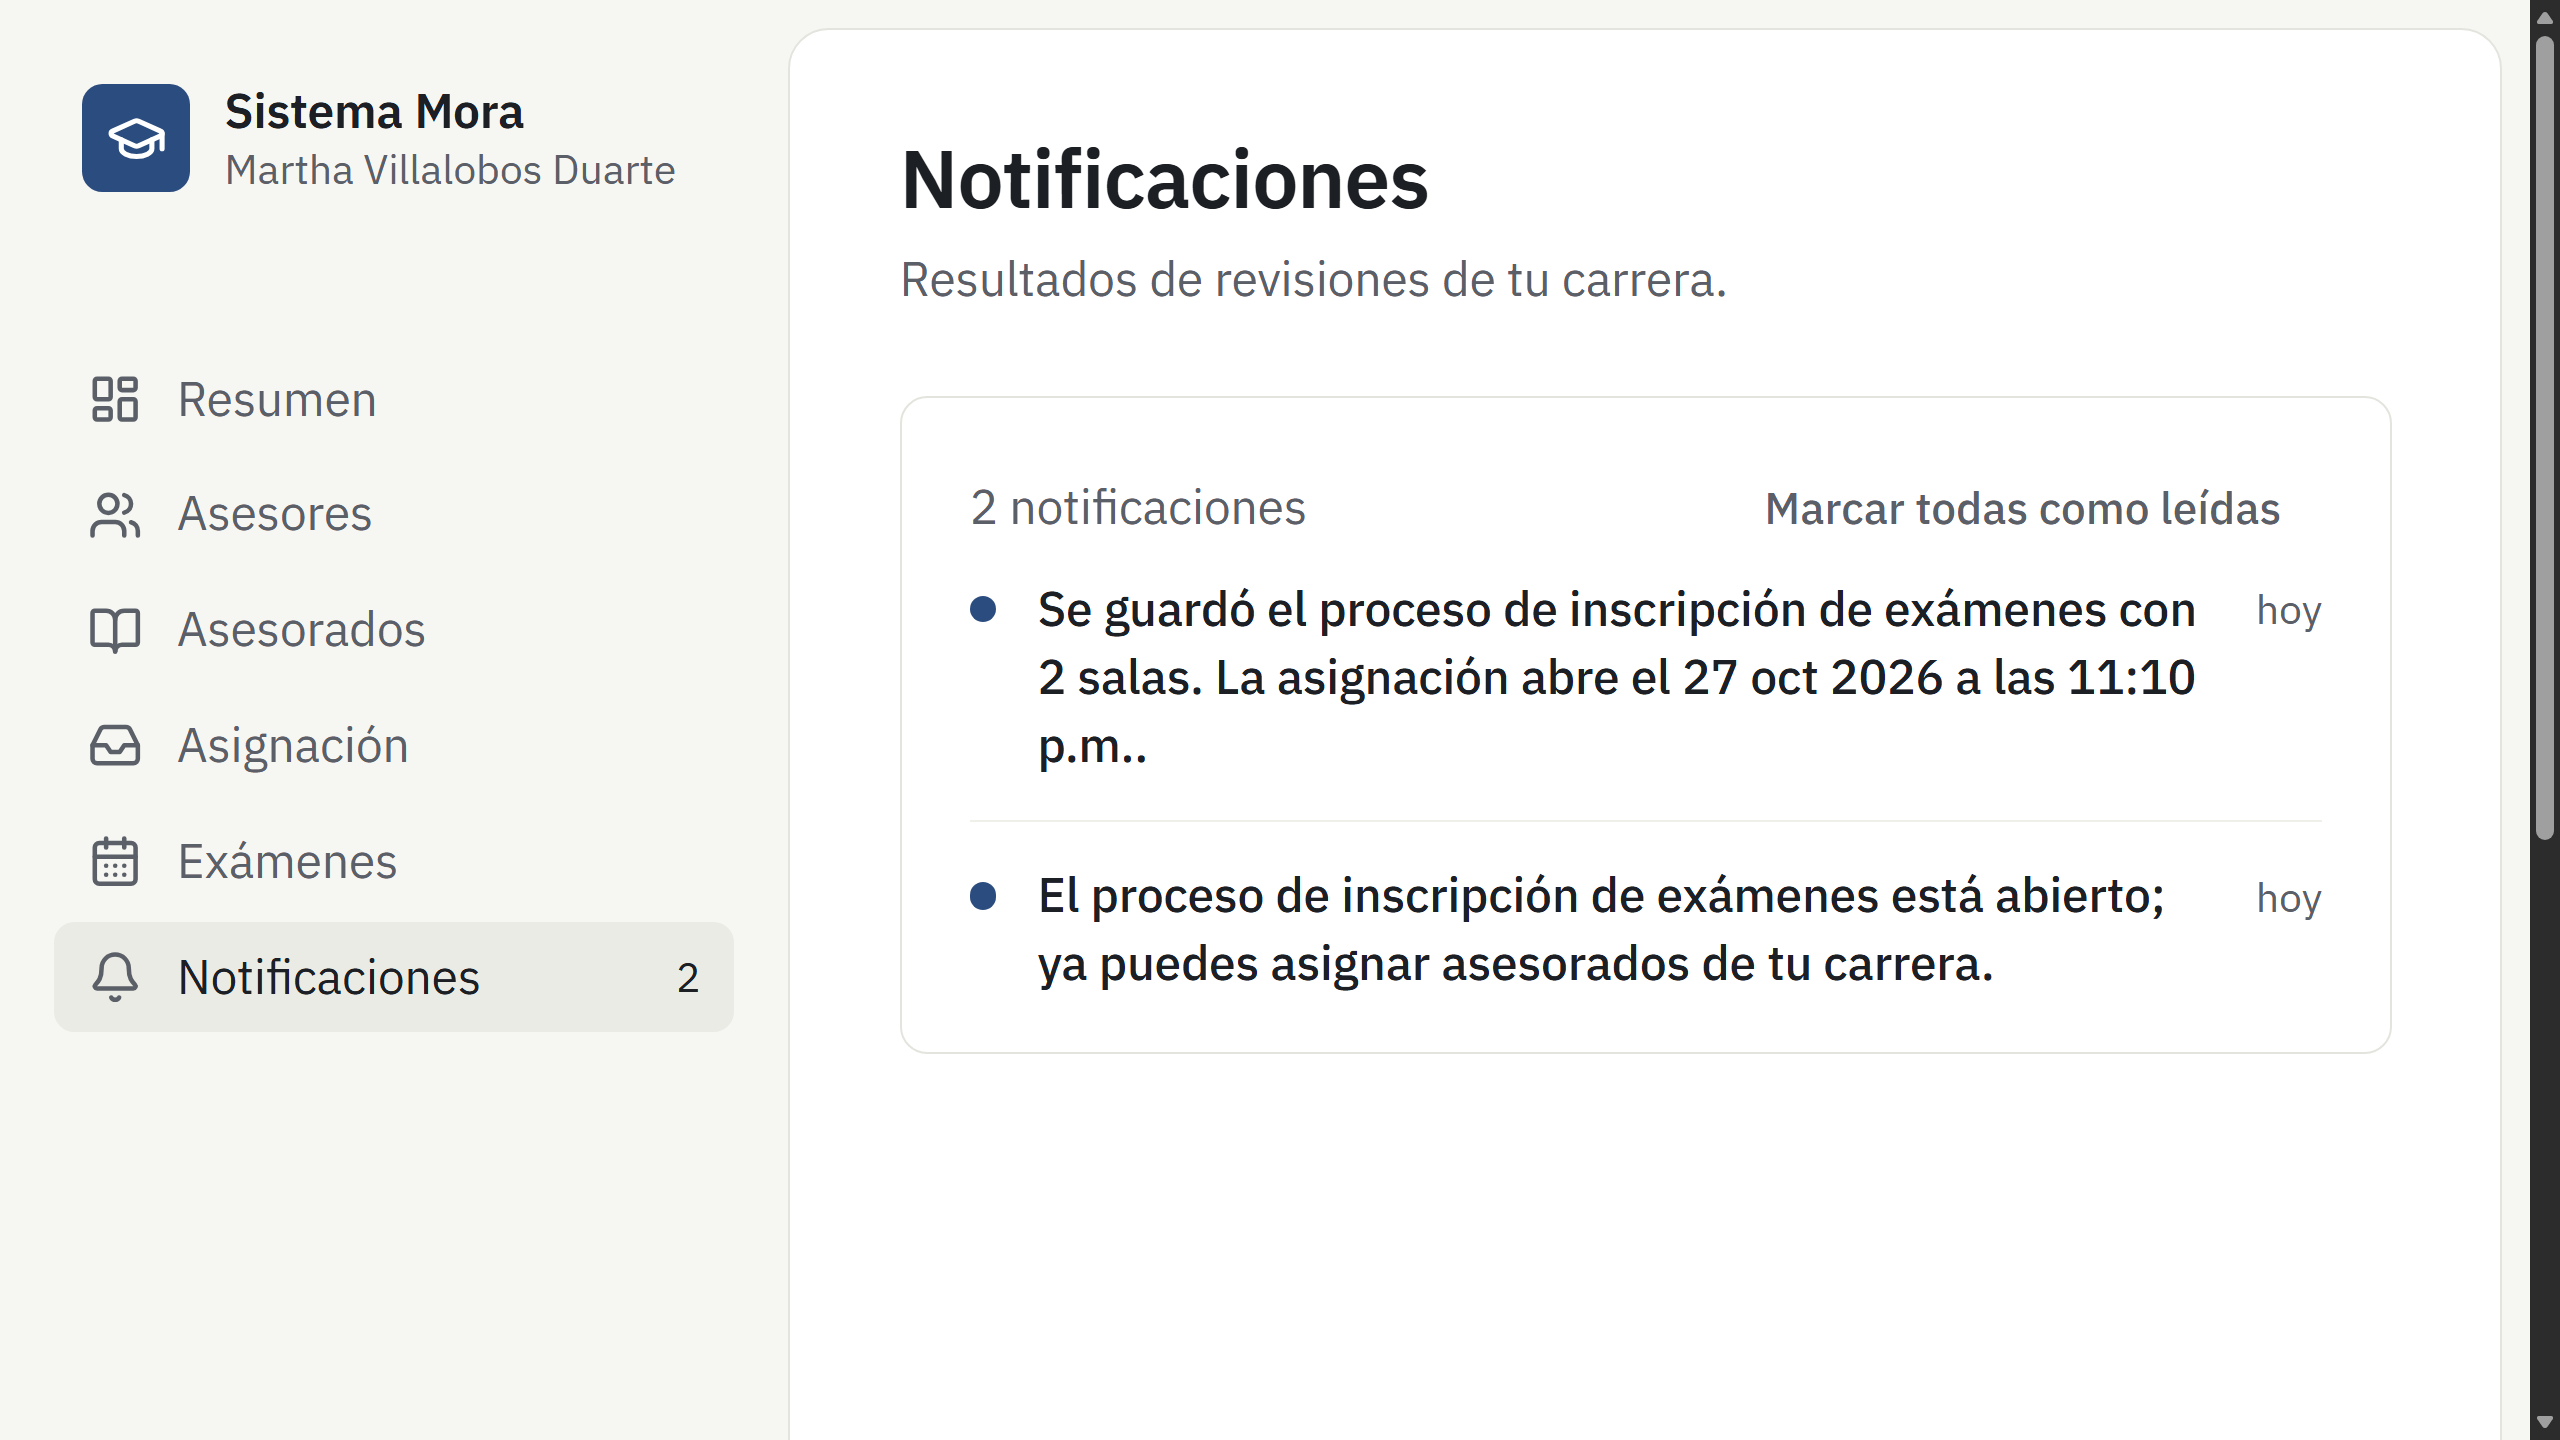 Sistema Mora
Martha Villalobos Duarte
Resumen
Asesores
Asesorados
Asignación
Exámenes
Notificaciones 2
Notificaciones
Resultados de revisiones de tu carrera.
2 notificaciones Marcar todas como leídas
Se guardó el proceso de inscripción de exámenes con hoy
2 salas. La asignación abre el 27 oct 2026 a las 11:10
p.m..
El proceso de inscripción de exámenes está abierto; hoy
ya puedes asignar asesorados de tu carrera.